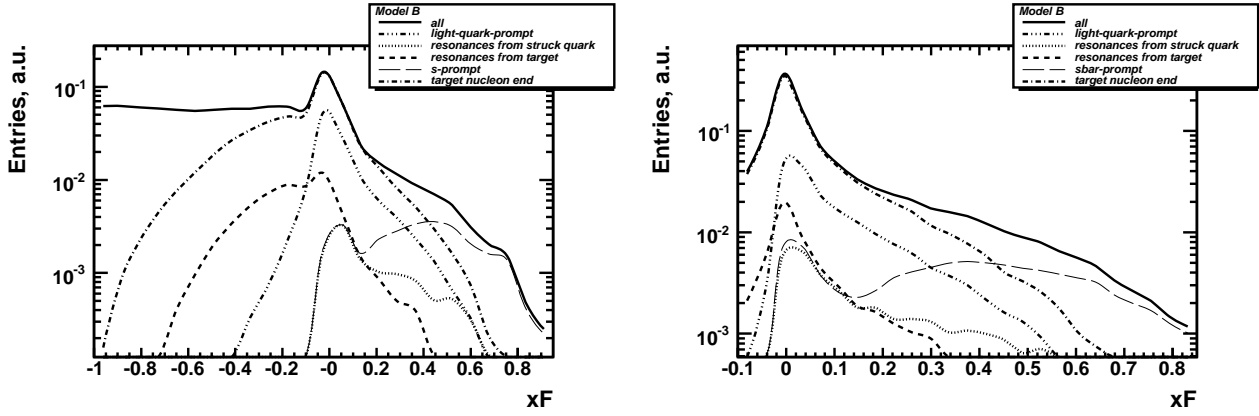 Model B
all
light-quark-prompt
resonances from struck quark
resonances from target
s-prompt
target nucleon end
Entries, a.u.
10-1
10-2
10-3
-1 -0.8 -0.6 -0.4 -0.2 -0 0.2 0.4 0.6 0.8
xF
Model B
all
light-quark-prompt
resonances from struck quark
resonances from target
sbar-prompt
target nucleon end
Entries, a.u.
10-1
10-2
10-3
-0.1 0 0.1 0.2 0.3 0.4 0.5 0.6 0.7 0.8
xF